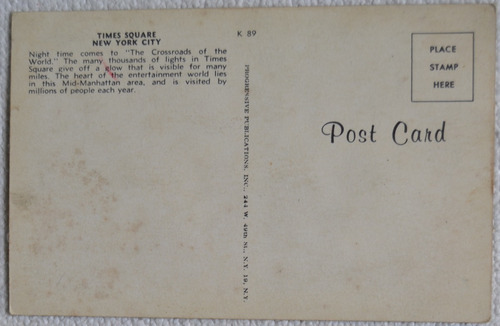 TIMES SQUARE
NEW YORK CITY
Night time comes to "The Crossroads of the
World." The many thousands of lights in Times
Square give off a glow that is visible for many
miles. The heart of the entertainment world lies
in this Mid-Manhattan area, and is visited by
millions of people each year.
K 89
PROGRESSIVE PUBLICATIONS, INC., 244 W. 49th St., N.Y. 19, N.Y.
PLACE
STAMP
HERE
Post Card